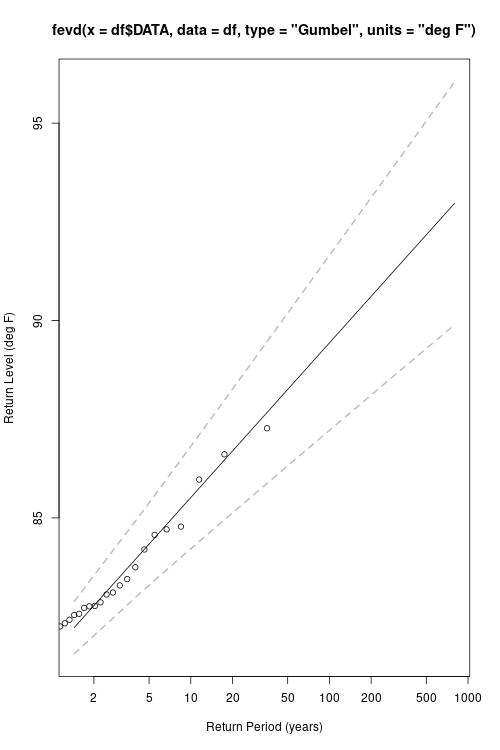 fevd(x = df$DATA, data = df, type = "Gumbel", units = "deg F")
95
90
85
Return Level (deg F)
2 5 10 20 50 100 200 500 1000
Return Period (years)